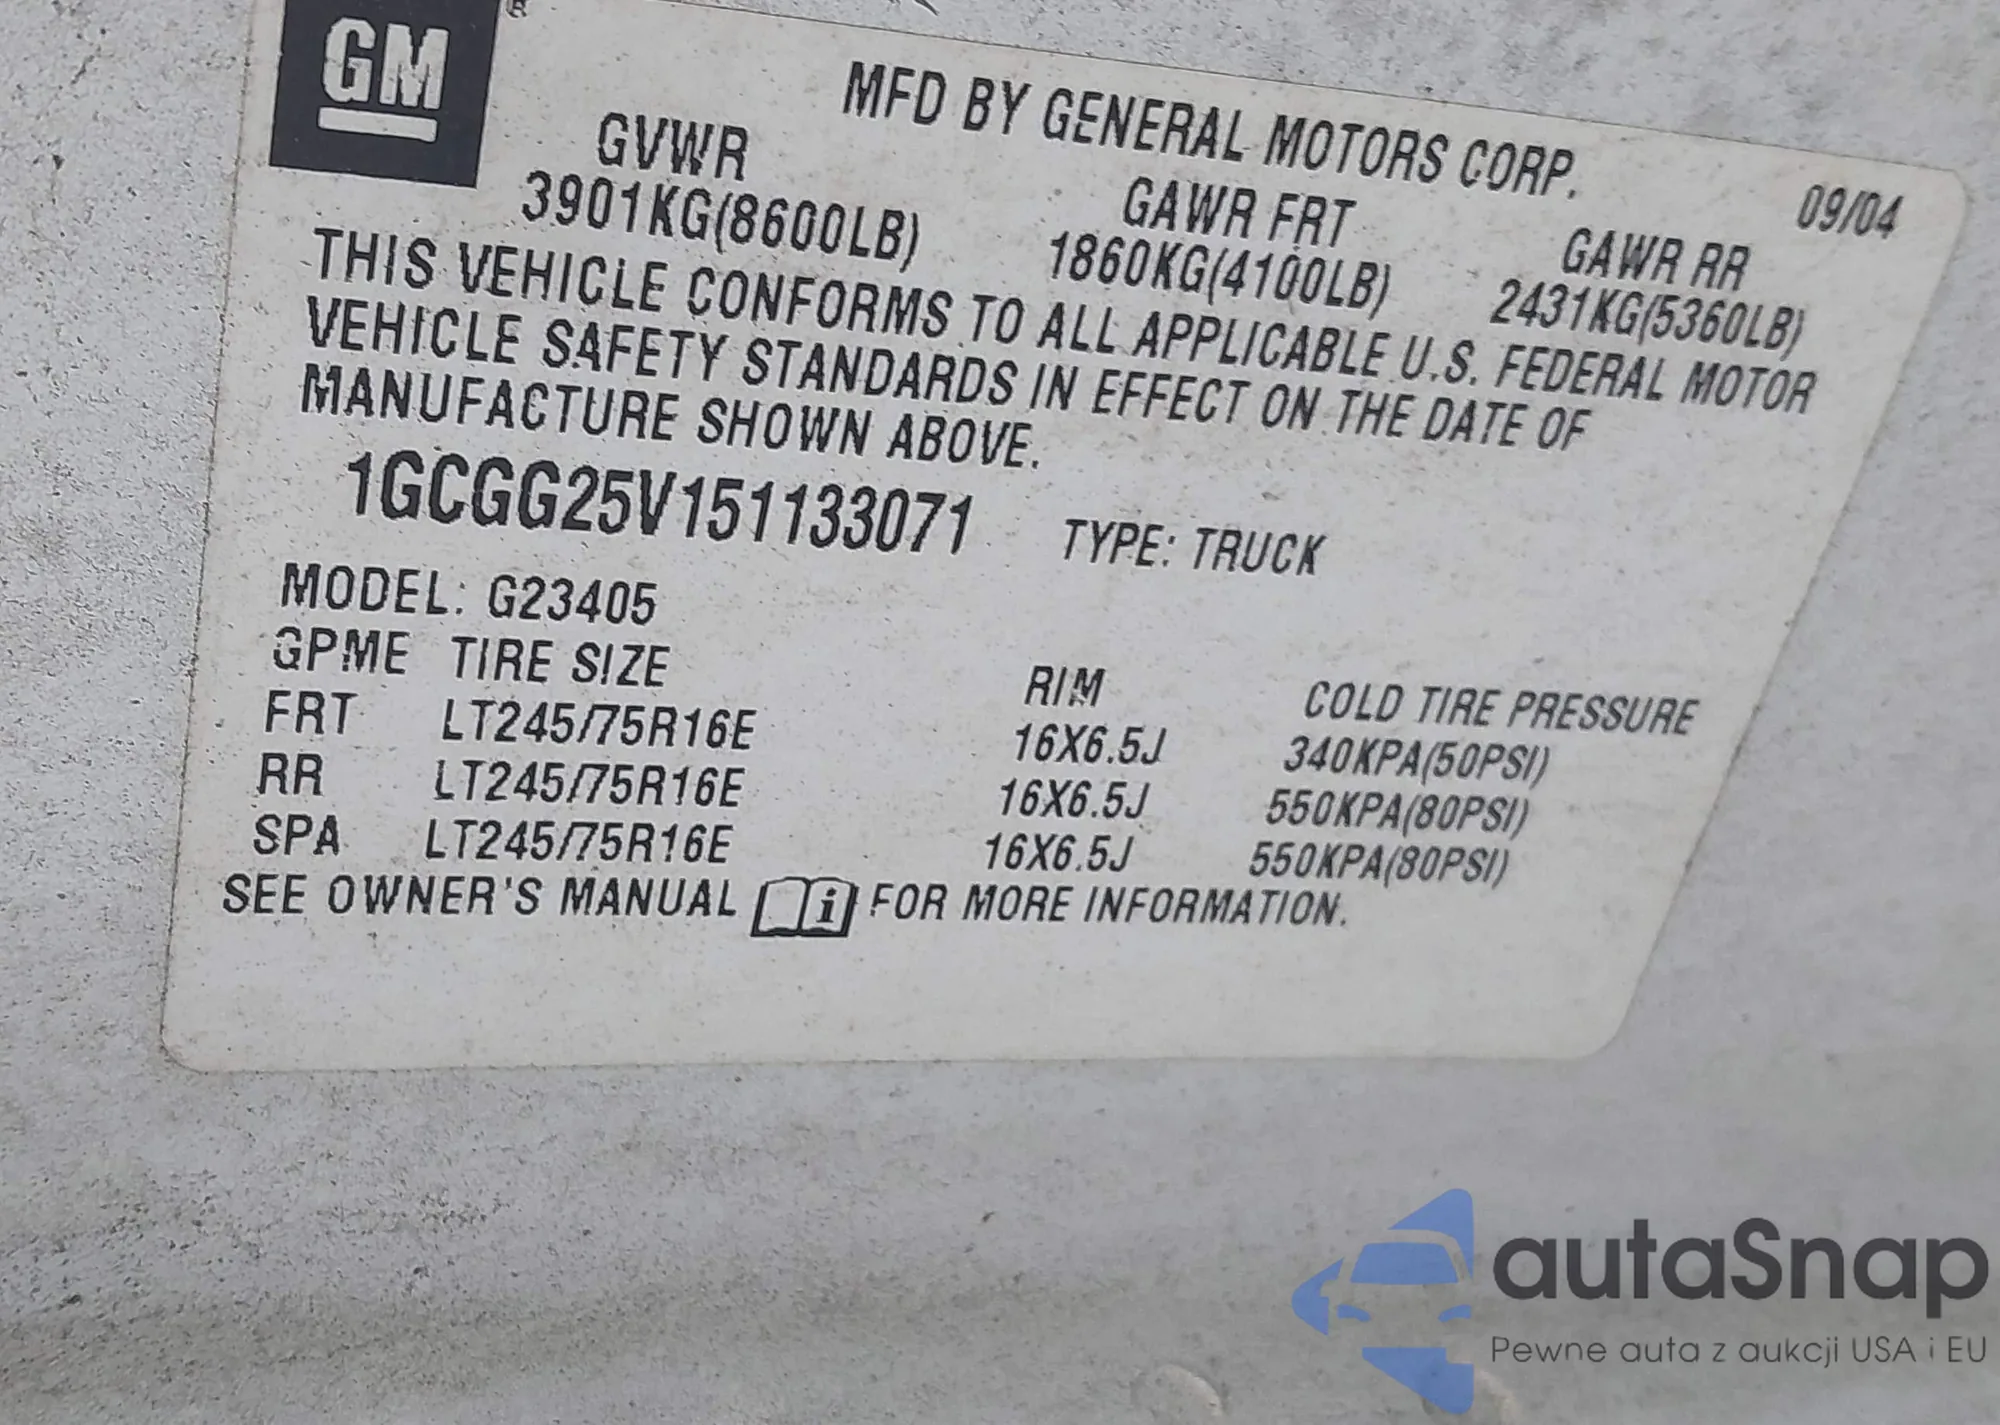 GM ®
MFD BY GENERAL MOTORS CORP.
09/04
GVWR GAWR FRT GAWR RR
3901KG(8600LB) 1860KG(4100LB) 2431KG(5360LB)
THIS VEHICLE CONFORMS TO ALL APPLICABLE U.S. FEDERAL MOTOR
VEHICLE SAFETY STANDARDS IN EFFECT ON THE DATE OF
MANUFACTURE SHOWN ABOVE.
1GCGG25V151133071 TYPE: TRUCK
MODEL: G23405
GPME TIRE SIZE RIM COLD TIRE PRESSURE
FRT LT245/75R16E 16X6.5J 340KPA(50PSI)
RR LT245/75R16E 16X6.5J 550KPA(80PSI)
SPA LT245/75R16E 16X6.5J 550KPA(80PSI)
SEE OWNER'S MANUAL i FOR MORE INFORMATION.
autaSnap
Pewne auta z aukcji USA i EU